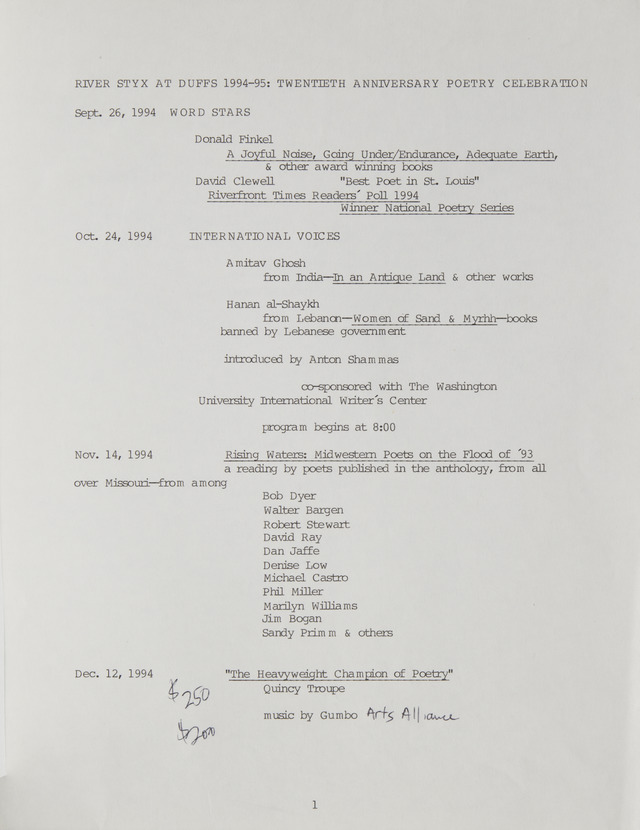 RIVER STYX AT DUFFS 1994-95: TWENTIETH ANNIVERSARY POETRY CELEBRATION
Sept. 26, 1994 WORD STARS
Donald Finkel
A Joyful Noise, Going Under/Endurance, Adequate Earth,
& other award winning books
David Clewell "Best Poet in St. Louis"
Riverfront Times Readers' Poll 1994
Winner National Poetry Series
Oct. 24, 1994 INTERNATIONAL VOICES
Amitav Ghosh
from India—In an Antique Land & other works
Hanan al-Shaykh
from Lebanon—Women of Sand & Myrhh—books
banned by Lebanese government
introduced by Anton Shammas
co-sponsored with The Washington
University International Writer's Center
program begins at 8:00
Nov. 14, 1994 Rising Waters: Midwestern Poets on the Flood of '93
a reading by poets published in the anthology, from all
over Missouri—from among
Bob Dyer
Walter Bargen
Robert Stewart
David Ray
Dan Jaffe
Denise Low
Michael Castro
Phil Miller
Marilyn Williams
Jim Bogan
Sandy Primm & others
Dec. 12, 1994 "The Heavyweight Champion of Poetry"
Quincy Troupe
$250
music by Gumbo Arts Alliance
$200
1